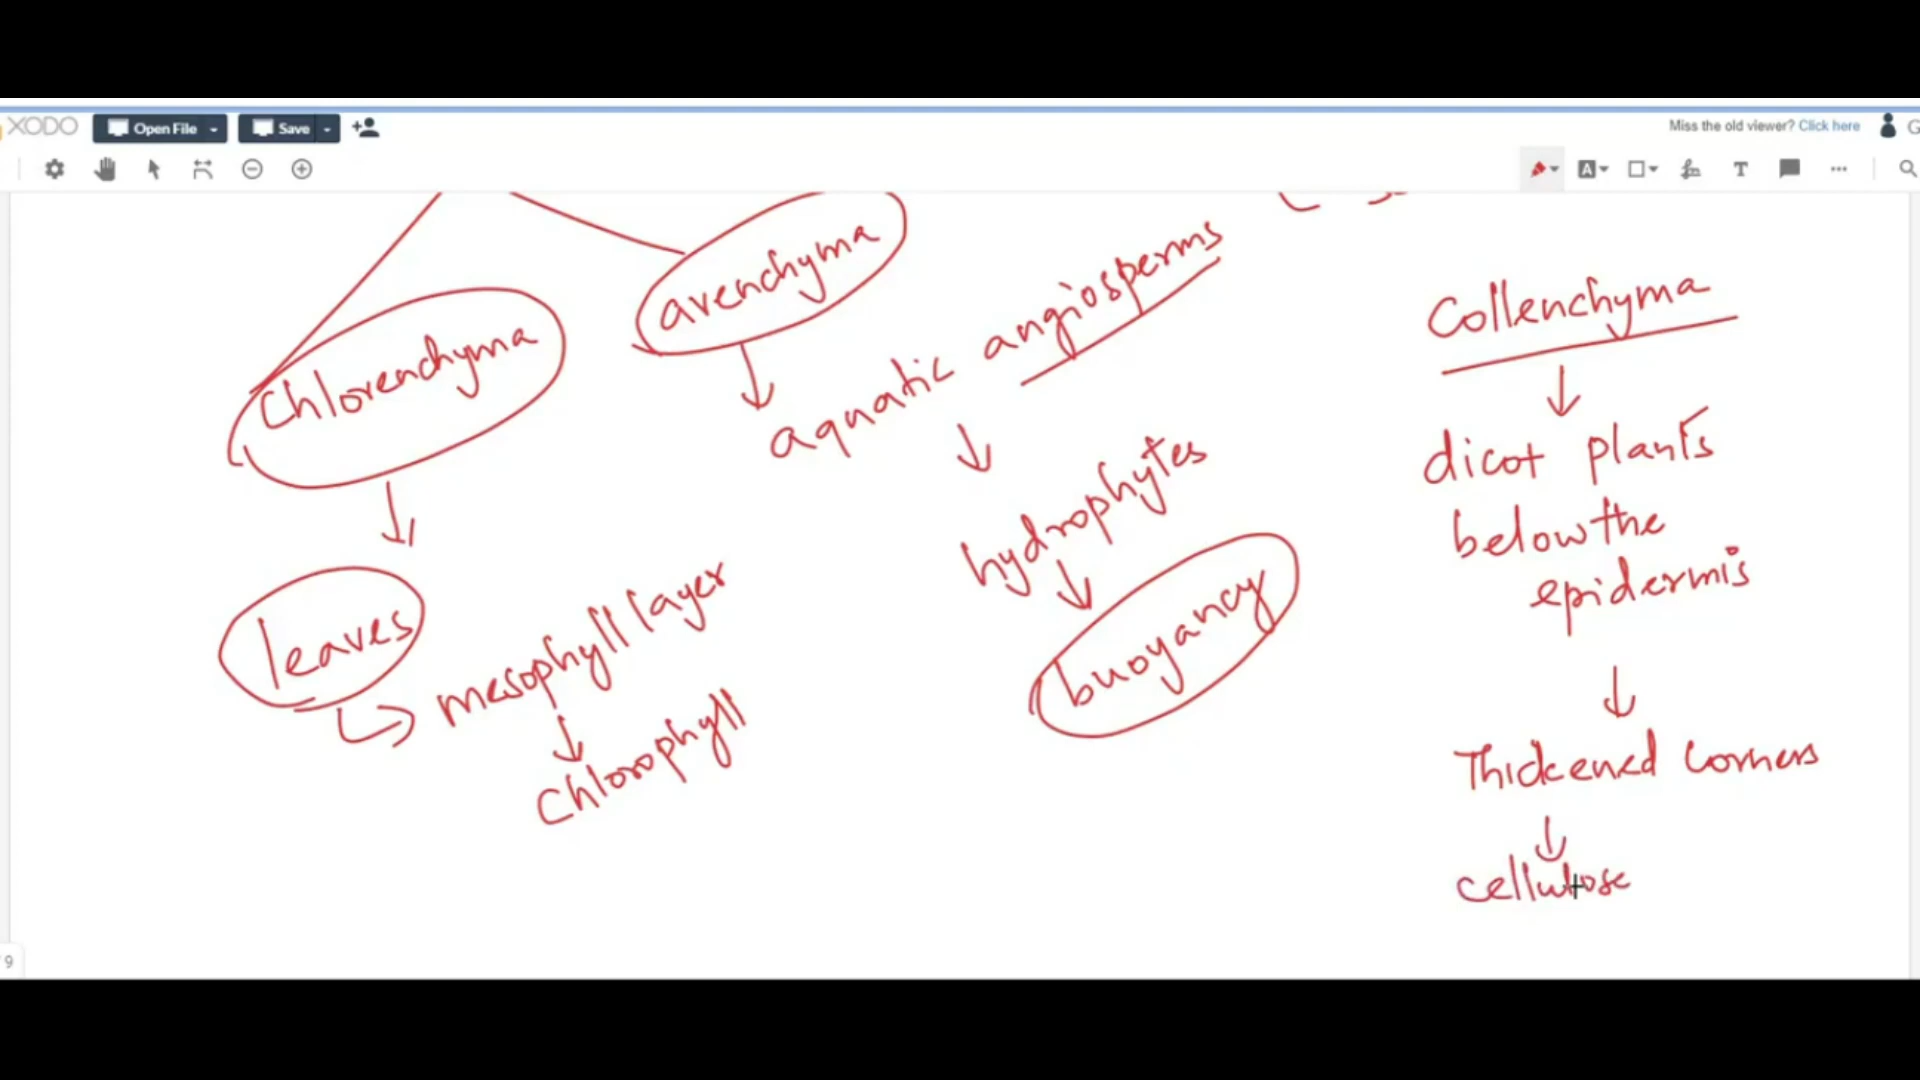 XODO Open File Save
Miss the old viewer? Click here G
A T
Chlorenchyma
leaves
mesophyll layer
Chlorophyll
arenchyma
aquatic angiosperms
hydrophytes
buoyancy
Collenchyma
dicot plants
below the
epidermis
Thickened corners
cellulose
9